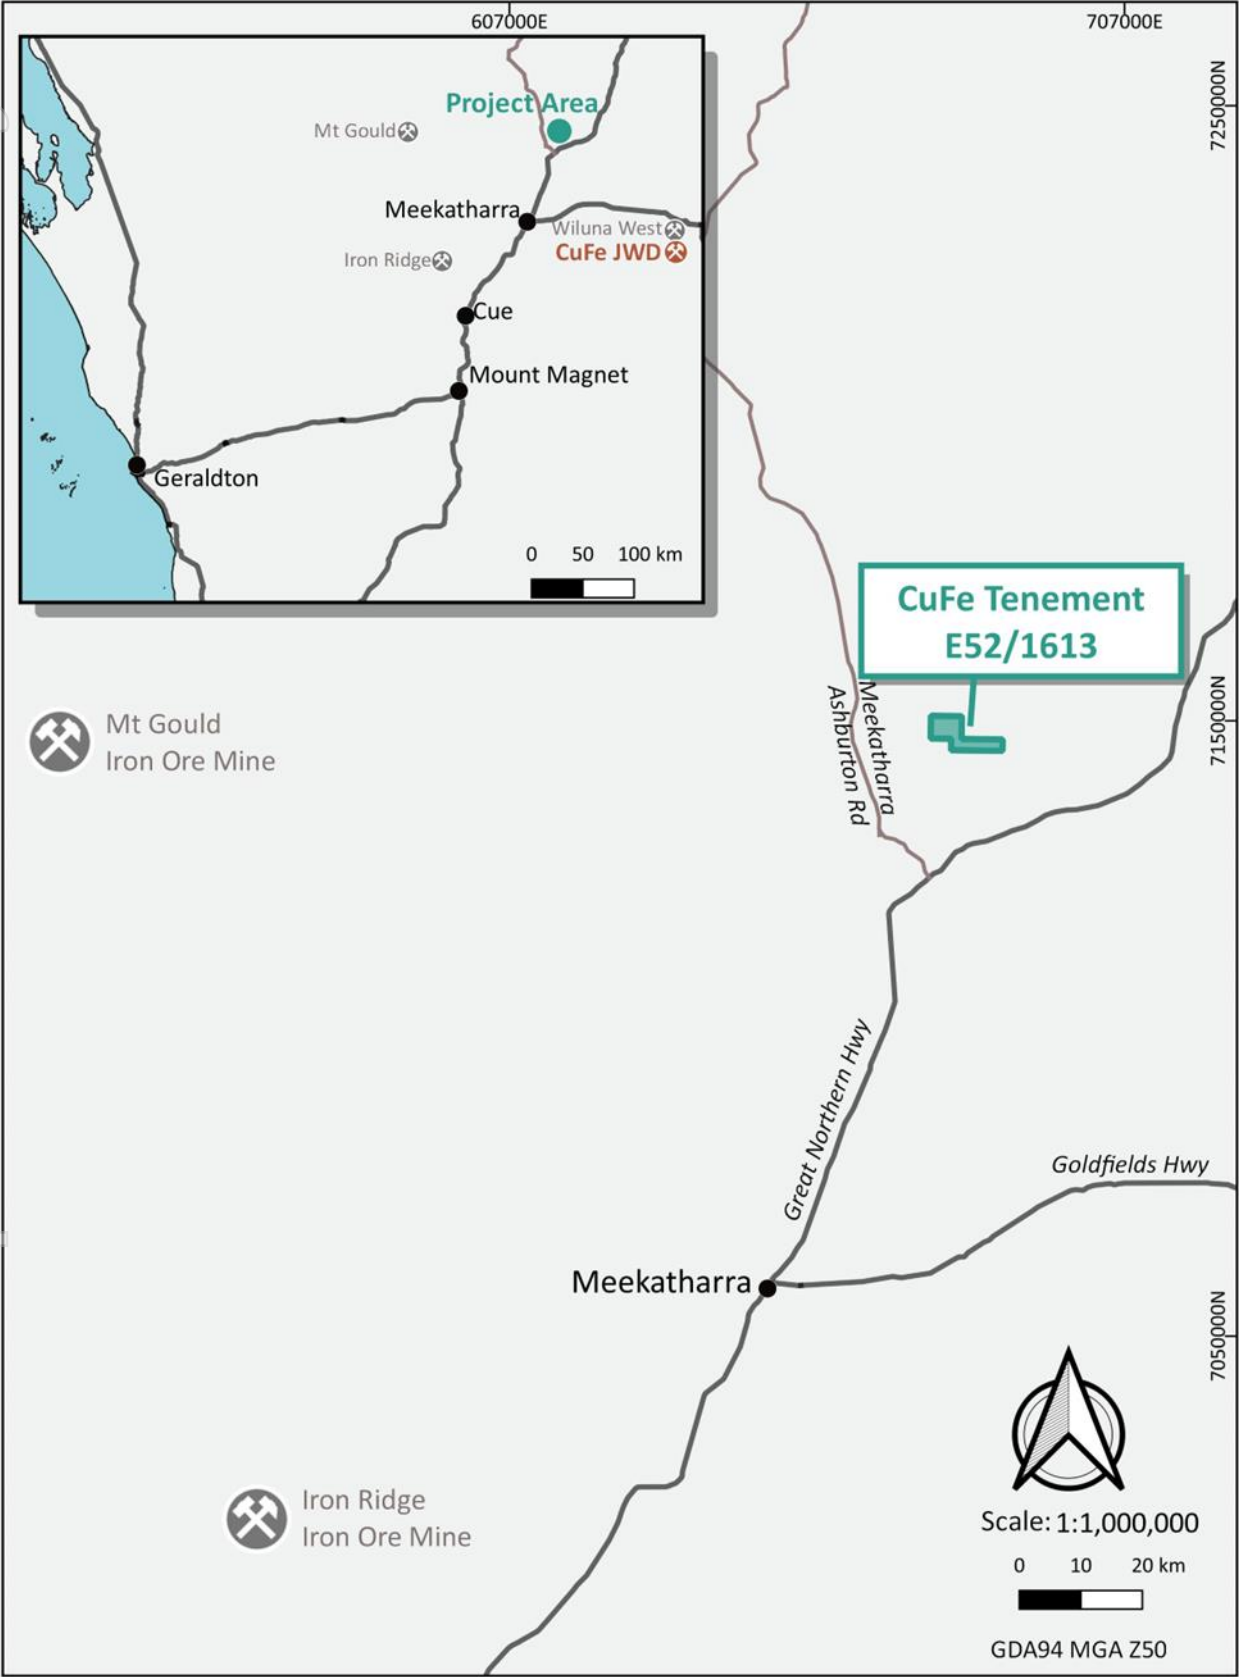 607000E
707000E
7250000N
Project Area
Mt Gould
Meekatharra
Wiluna West
CuFe JWD
Iron Ridge
Cue
Mount Magnet
Geraldton
0 50 100 km
CuFe Tenement
E52/1613
Mt Gould
Iron Ore Mine
Meekatharra
Ashburton Rd
7150000N
Great Northern Hwy
Goldfields Hwy
Meekatharra
7050000N
Iron Ridge
Iron Ore Mine
Scale: 1:1,000,000
0 10 20 km
GDA94 MGA Z50